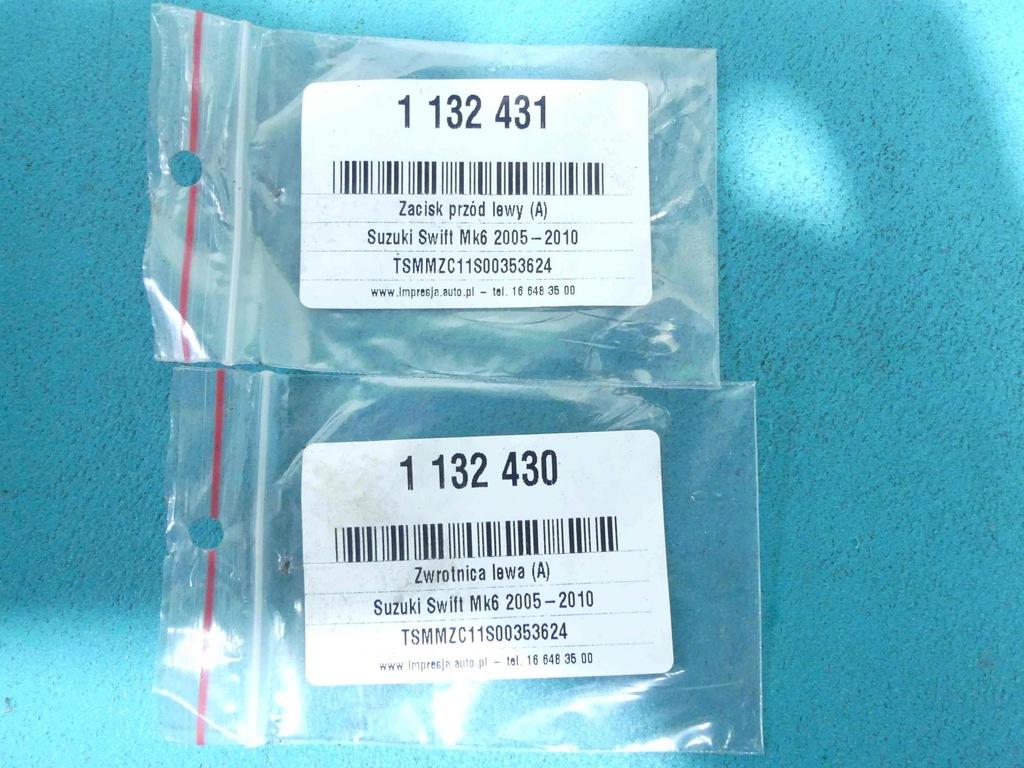 1 132 431
Zacisk przód lewy (A)
Suzuki Swift Mk6 2005–2010
TSMMZC11S00353624
www.impresja.auto.pl – tel. 16 648 35 00
1 132 430
Zwrotnica lewa (A)
Suzuki Swift Mk6 2005–2010
TSMMZC11S00353624
www.impresja.auto.pl – tel. 16 648 35 00